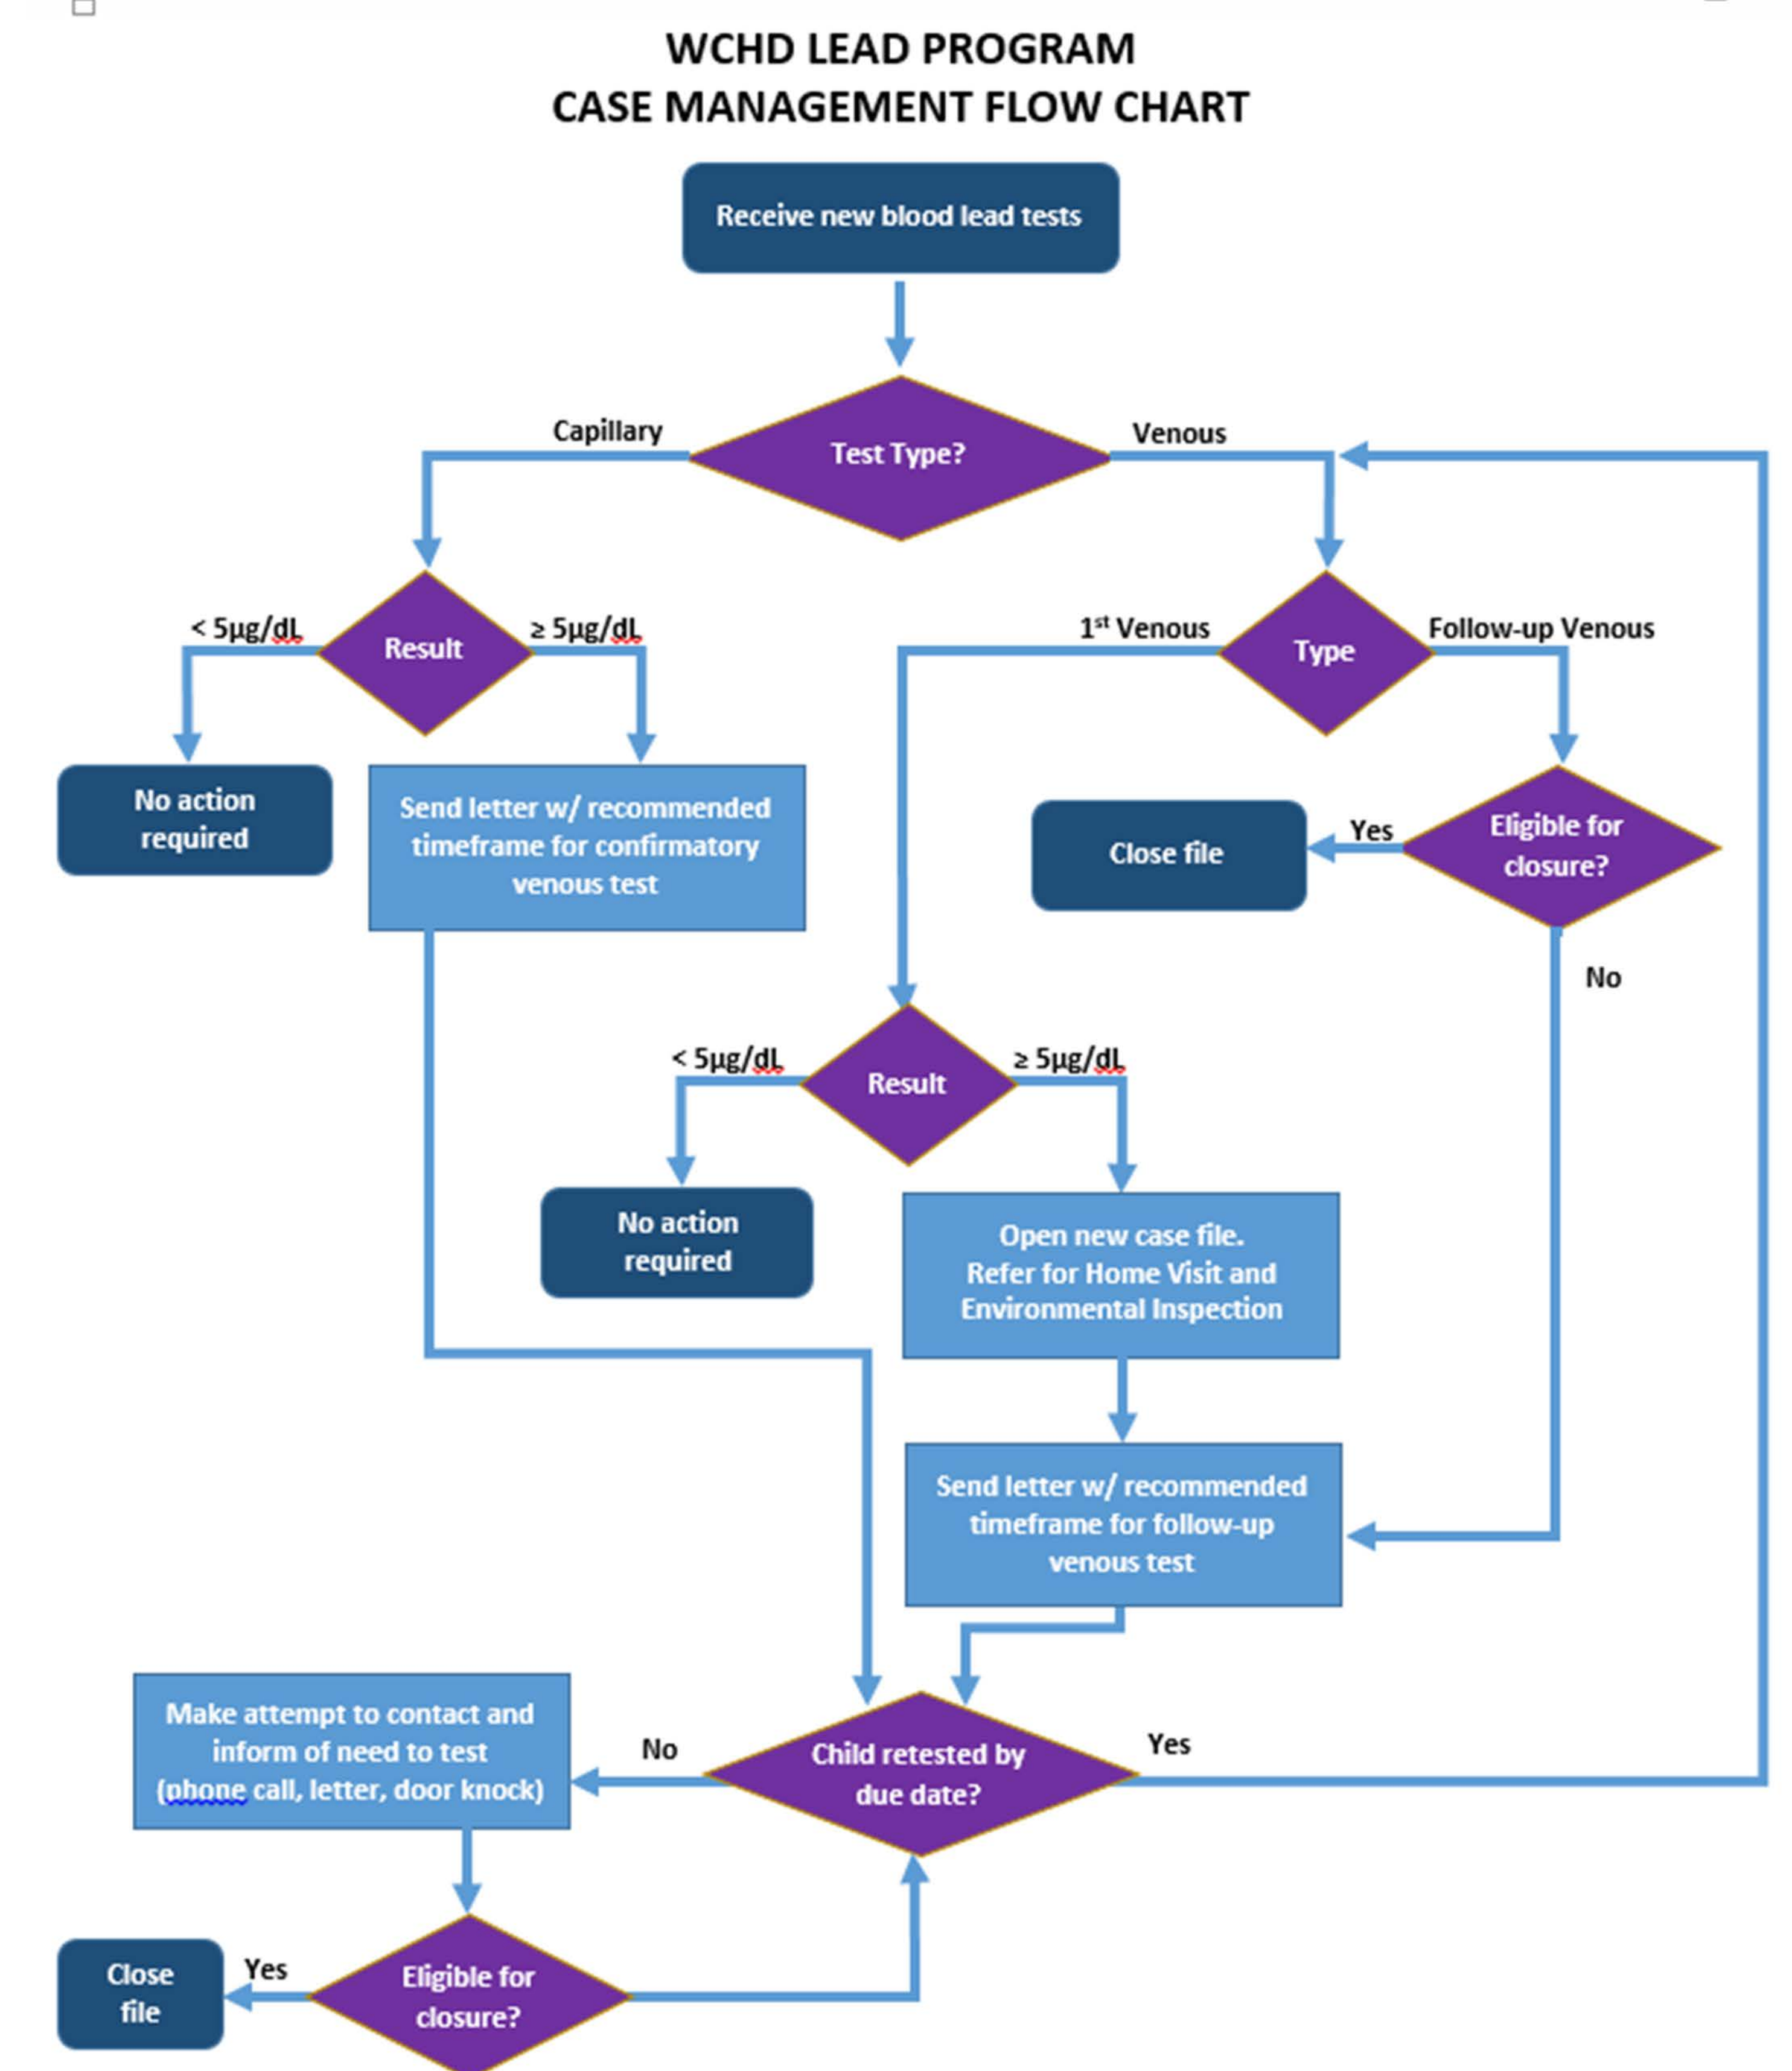 WCHD LEAD PROGRAM
CASE MANAGEMENT FLOW CHART
Receive new blood lead tests
Capillary
Test Type?
Venous
< 5µg/dL
Result
≥ 5µg/dL
1st Venous
Type
Follow-up Venous
No action
required
Send letter w/ recommended
timeframe for confirmatory
venous test
Close file
Yes
Eligible for
closure?
No
< 5µg/dL
Result
≥ 5µg/dL
No action
required
Open new case file.
Refer for Home Visit and
Environmental Inspection
Send letter w/ recommended
timeframe for follow-up
venous test
Make attempt to contact and
inform of need to test
(phone call, letter, door knock)
No
Child retested by
due date?
Yes
Close
file
Yes
Eligible for
closure?